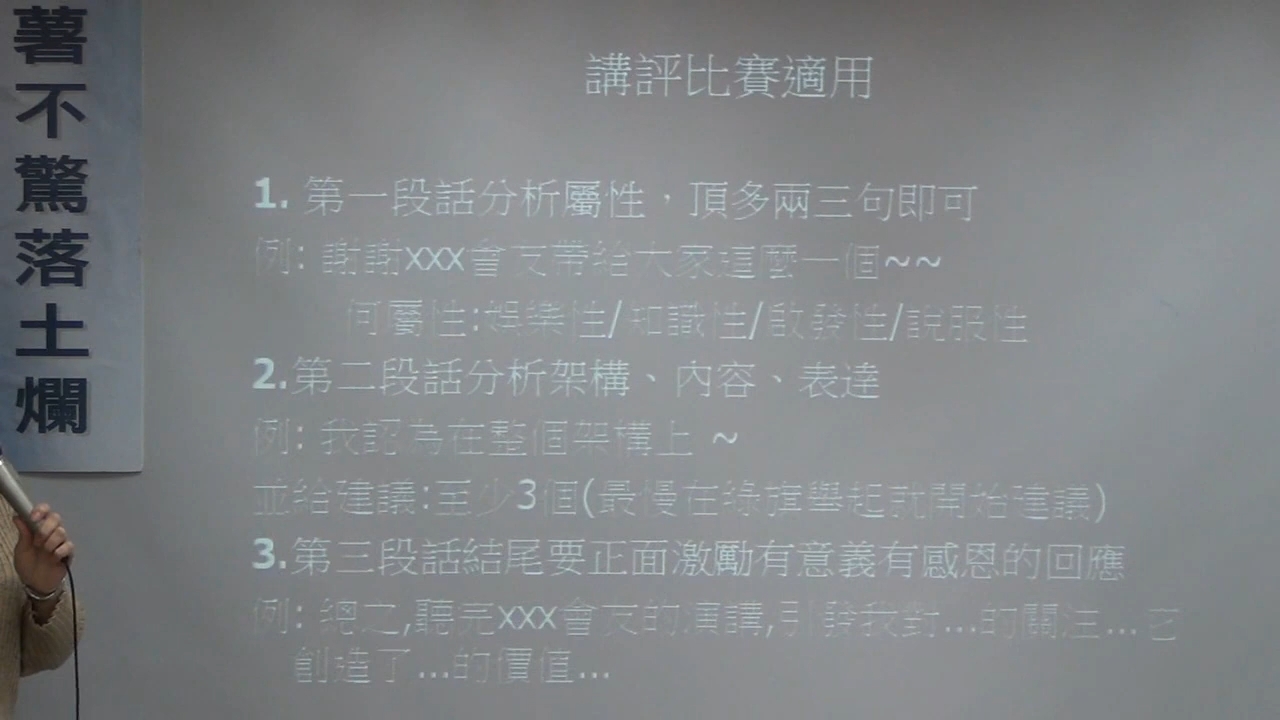 薯不驚落土爛
講評比賽適用
1. 第一段話分析屬性，頂多兩三句即可
例: 謝謝xxx會友帶給大家這麼一個~~
何屬性:娛樂性/知識性/啟發性/說服性
2.第二段話分析架構、內容、表達
例: 我認為在整個架構上 ~
並給建議:至少3個(最慢在綠旗舉起就開始建議)
3.第三段話結尾要正面激勵有意義有感恩的回應
例: 總之,聽完xxx會友的演講,引發我對...的關注...它
創造了...的價值...